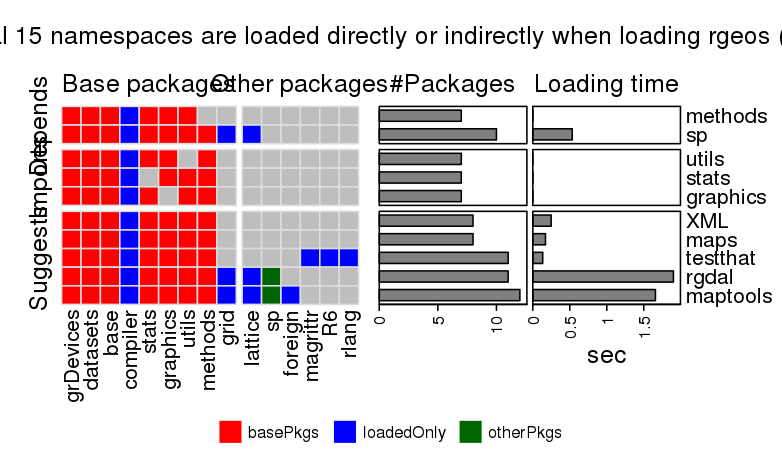 l 15 namespaces are loaded directly or indirectly when loading rgeos (
Base packages
Other packages
#Packages
Loading time
Depends
Imports
Suggests
methods
sp
utils
stats
graphics
XML
maps
testthat
rgdal
maptools
grDevices
datasets
base
compiler
stats
graphics
utils
methods
grid
lattice
sp
foreign
magrittr
R6
rlang
0 5 10
0 0.5 1 1.5
sec
basePkgs loadedOnly otherPkgs